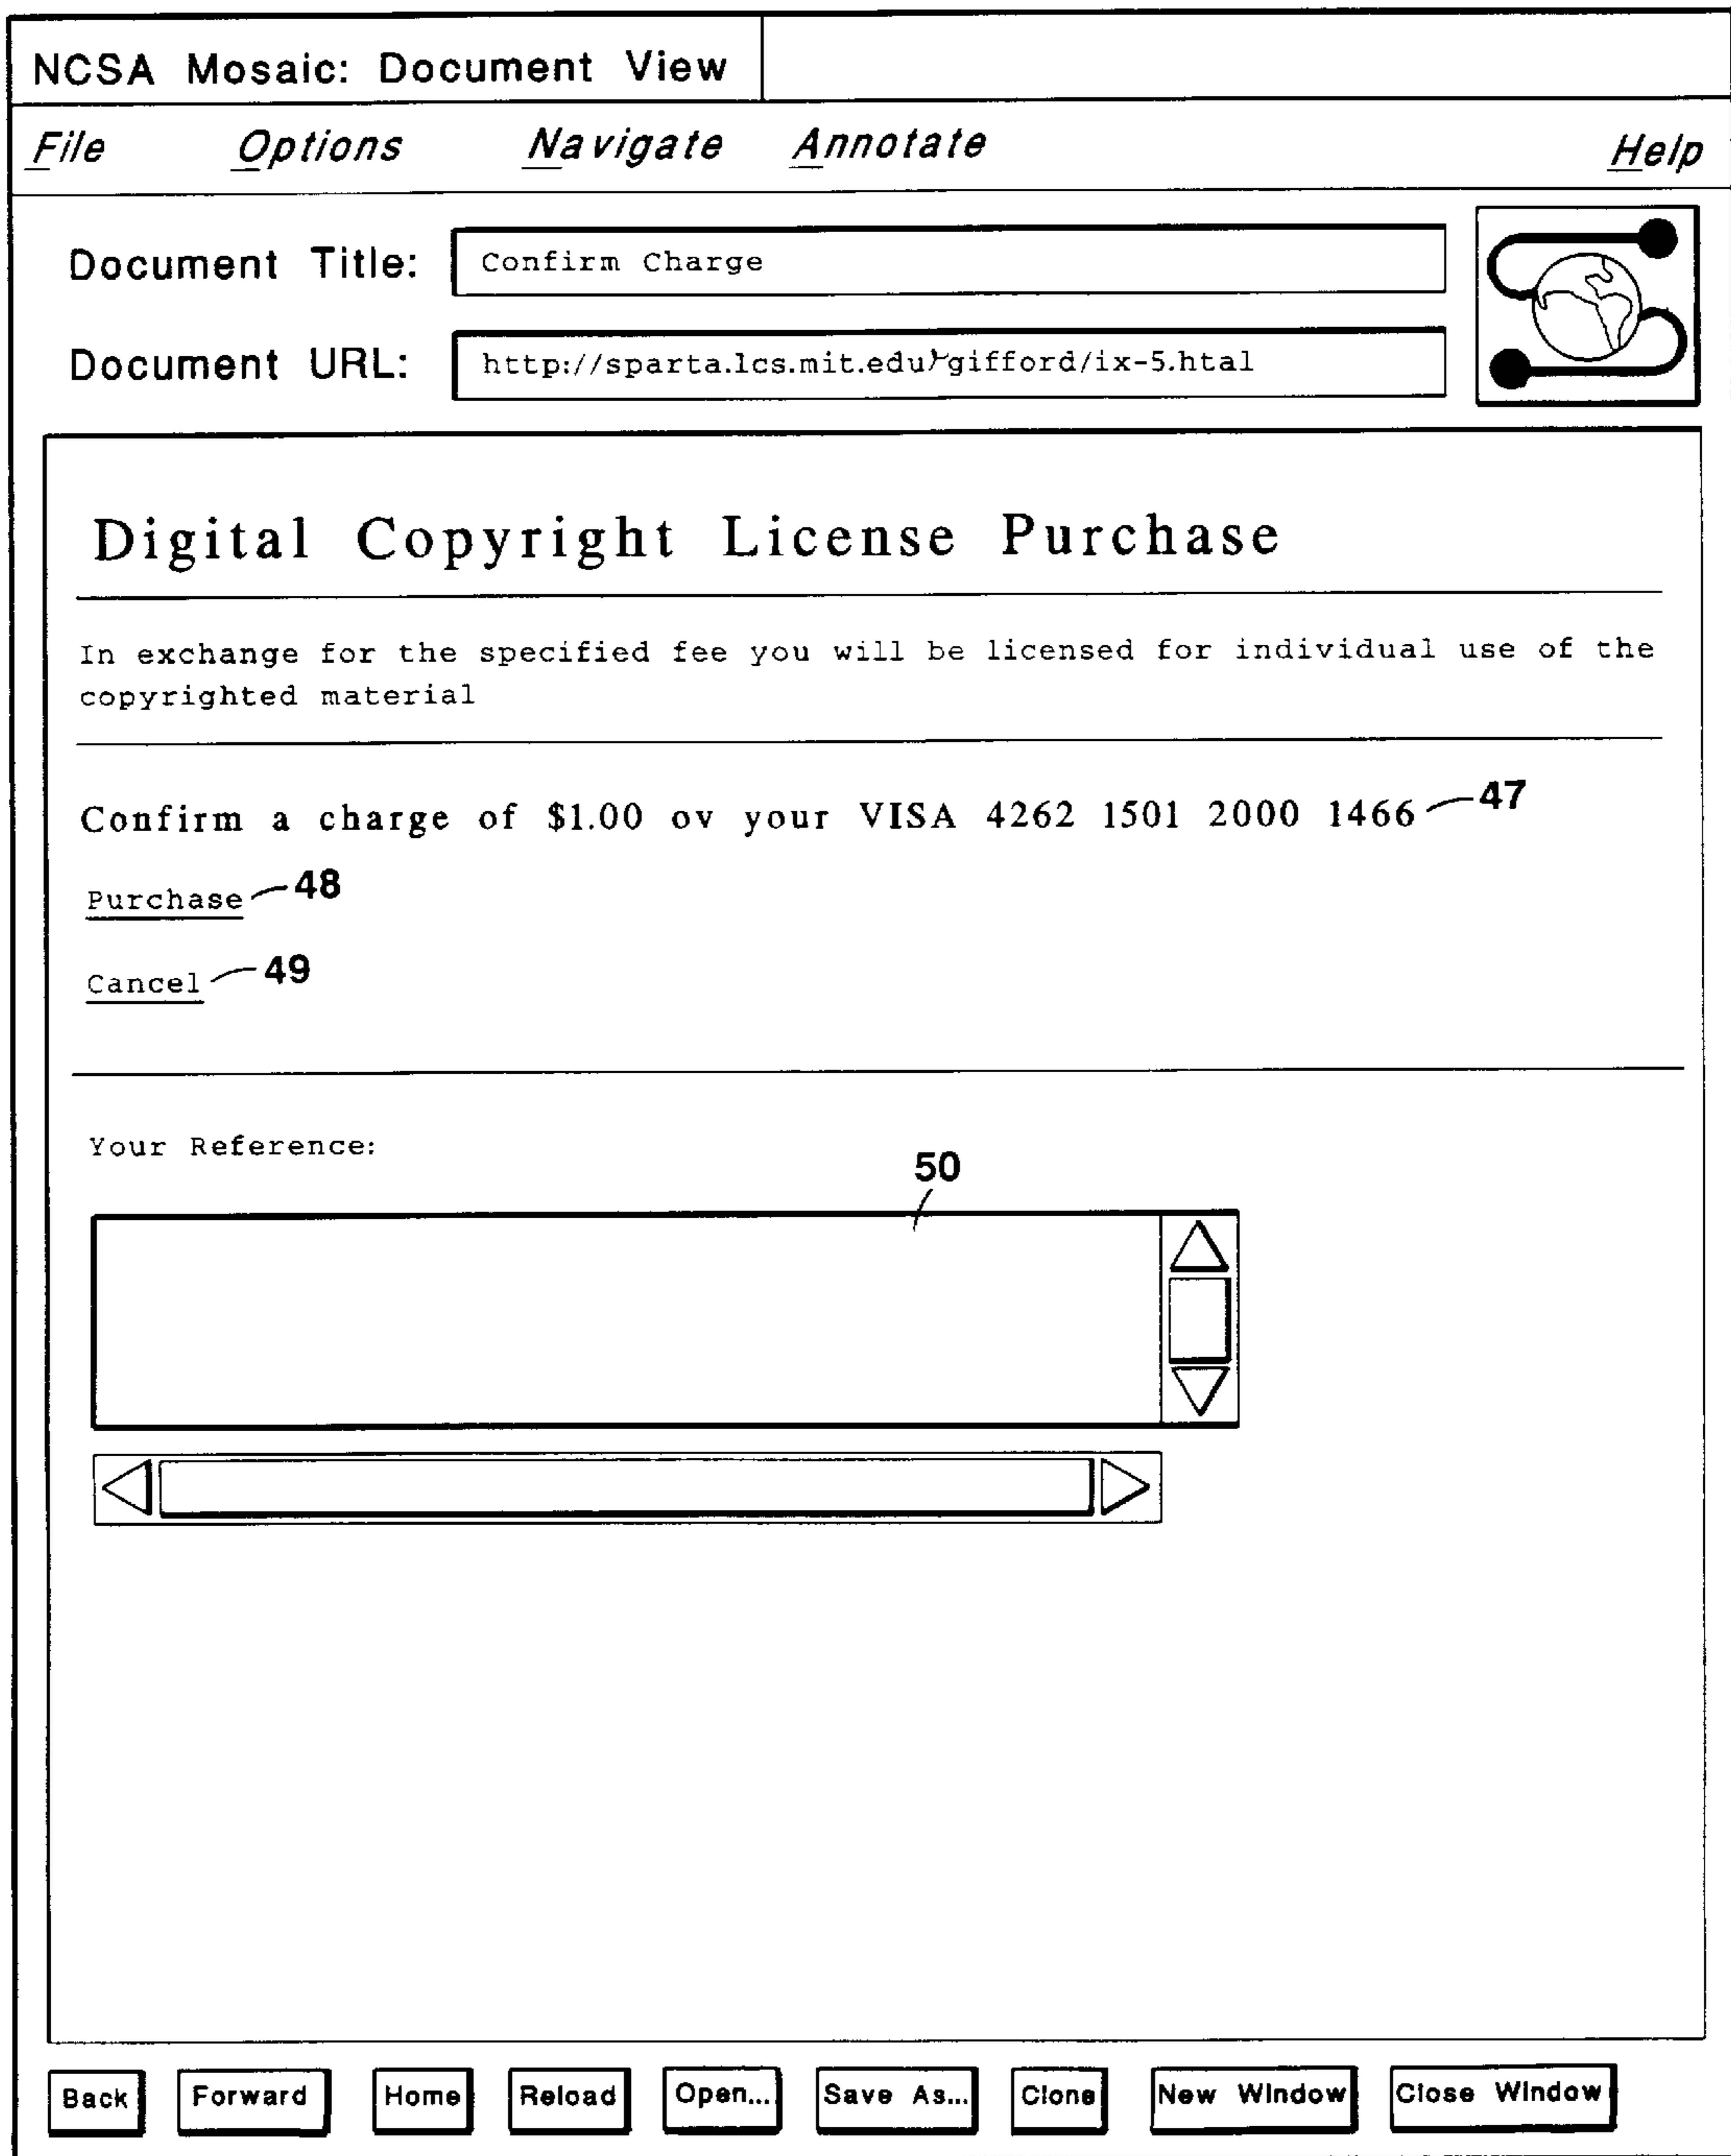 NCSA Mosaic: Document View
File Options Navigate Annotate Help
Document Title: Confirm Charge
Document URL: http://sparta.lcs.mit.edu/~gifford/ix-5.htal
Digital Copyright License Purchase
In exchange for the specified fee you will be licensed for individual use of the
copyrighted material
Confirm a charge of $1.00 ov your VISA 4262 1501 2000 1466 47
Purchase 48
Cancel 49
Your Reference:
50
Back Forward Home Reload Open... Save As... Clone New Window Close Window